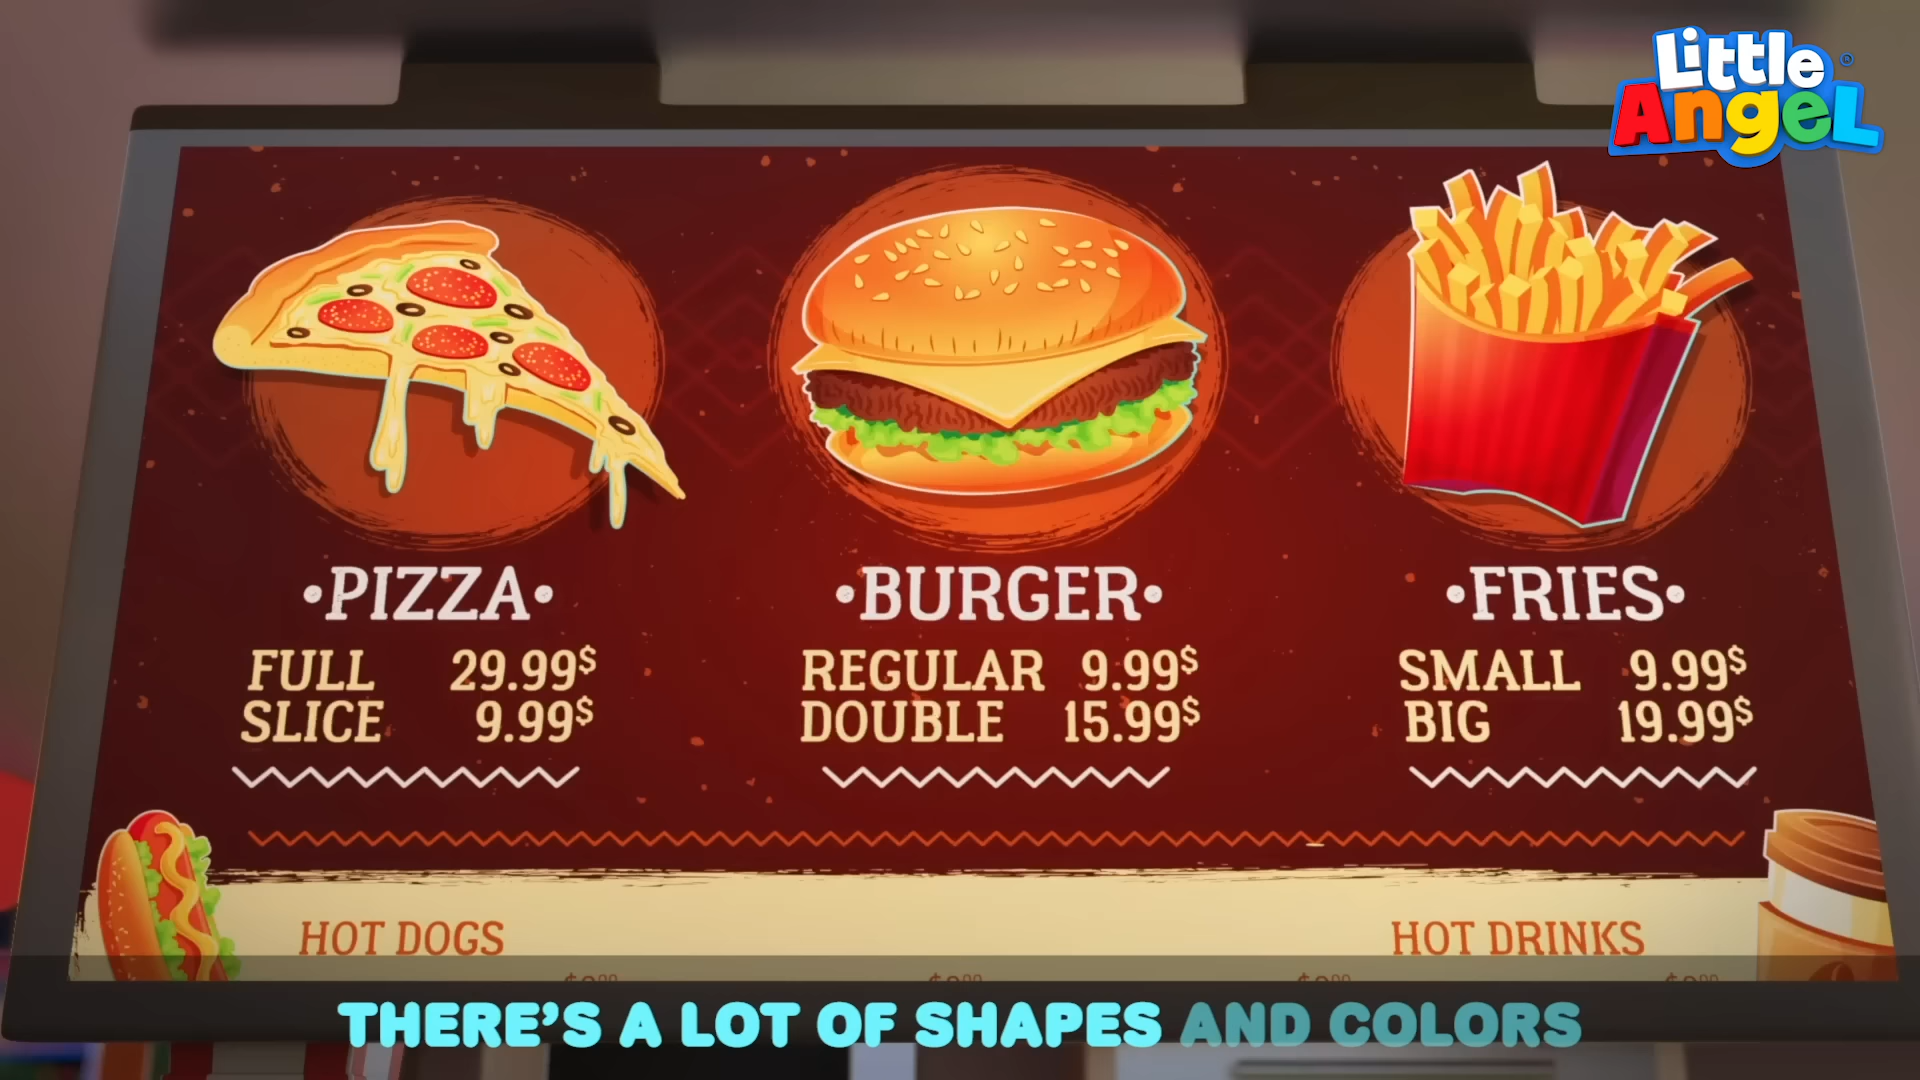 Little
Angel
•PIZZA•
FULL 29.99$
SLICE 9.99$
•BURGER•
REGULAR 9.99$
DOUBLE 15.99$
•FRIES•
SMALL 9.99$
BIG 19.99$
HOT DOGS
HOT DRINKS
THERE'S A LOT OF SHAPES AND COLORS